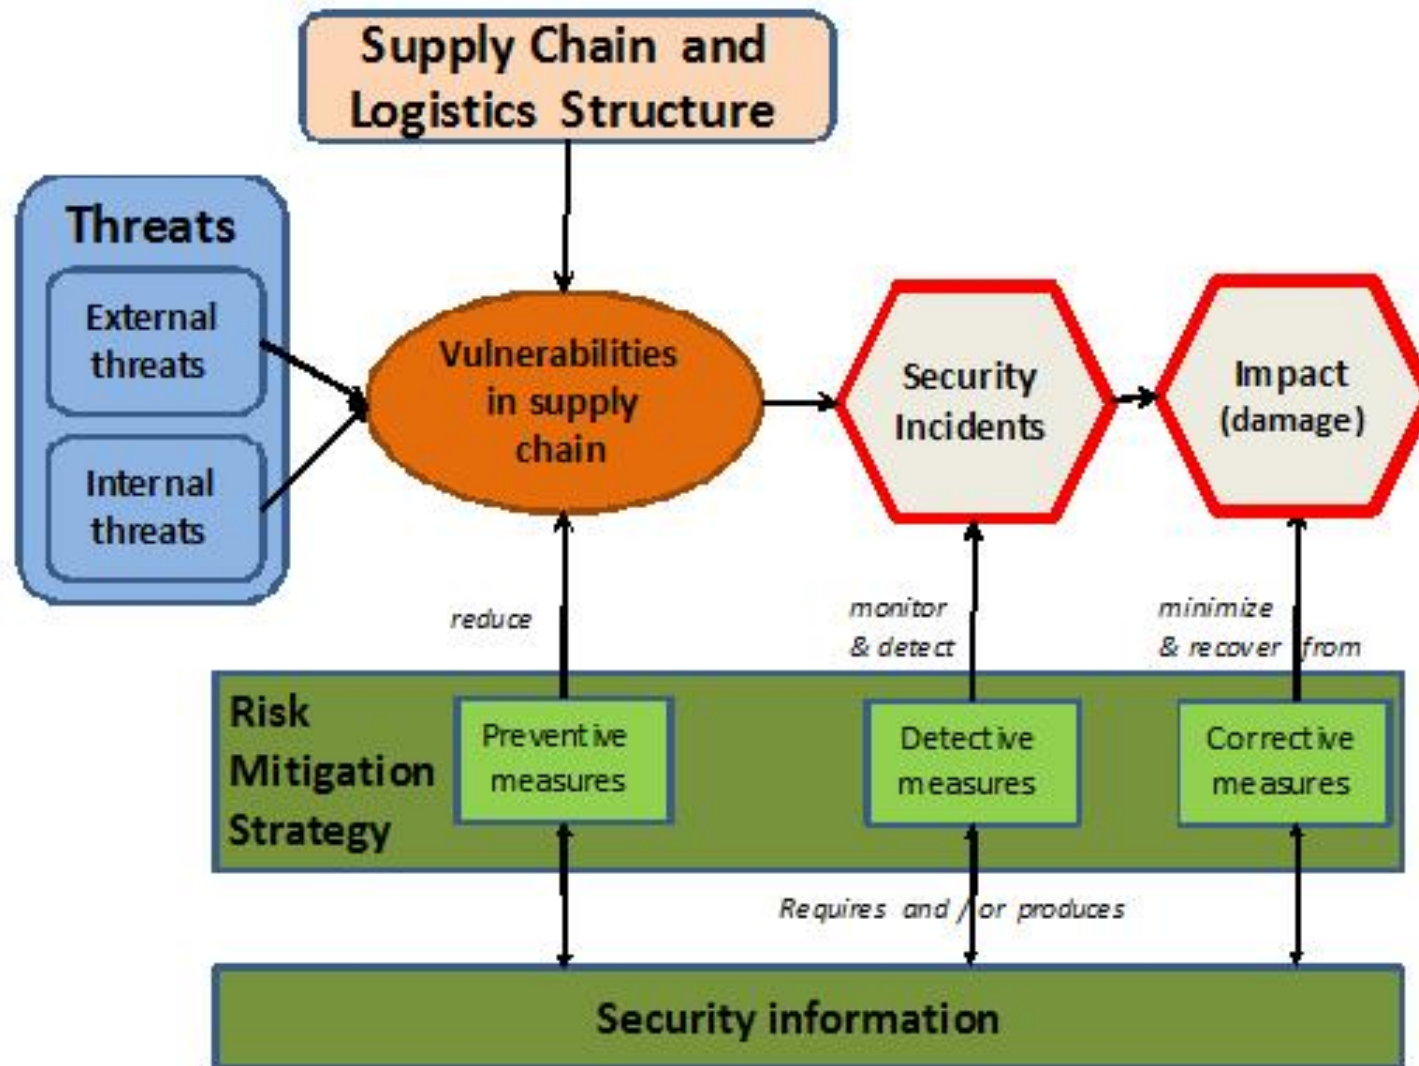 Supply Chain and
Logistics Structure
Threats
External
threats
Internal
threats
Vulnerabilities
in supply
chain
Security
Incidents
Impact
(damage)
reduce
monitor
& detect
minimize
& recover from
Risk
Mitigation
Strategy
Preventive
measures
Detective
measures
Corrective
measures
Requires and / or produces
Security information